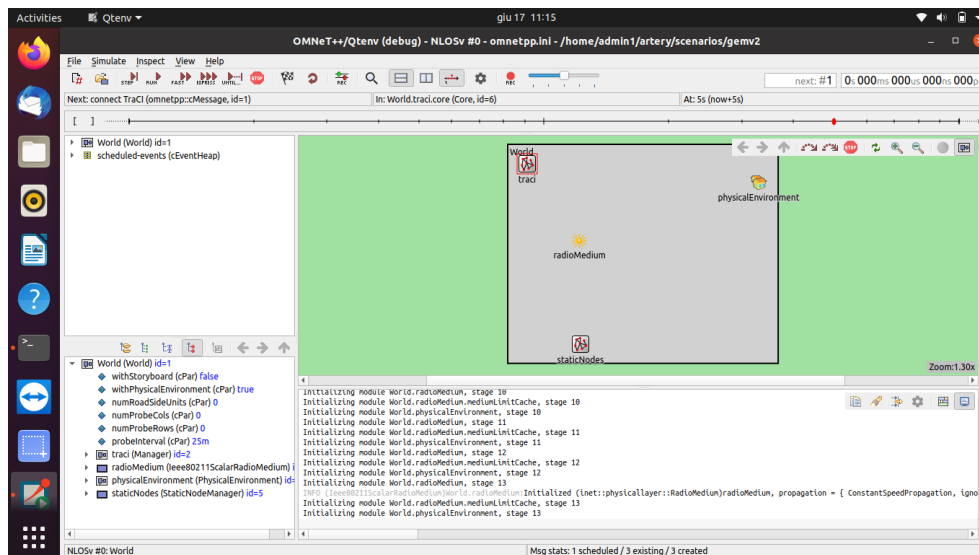 Activities
Qtenv
giu 17 11:15
OMNeT++/Qtenv (debug) - NLOSv #0 - omnetpp.ini - /home/admin1/artery/scenarios/gemv2
File Simulate Inspect View Help
STEP RUN FAST EXPRESS UNTIL... STOP REC REC
next: #1 0s 000ms 000us 000ns 000p
Next: connect TraCI (omnetpp::cMessage, id=1)
In: World.traci.core (Core, id=6)
At: 5s (now+5s)
[ ]
World (World) id=1
scheduled-events (cEventHeap)
World
traci
physicalEnvironment
radioMedium
staticNodes
STOP
Zoom:1.30x
World (World) id=1
withStoryboard (cPar) false
withPhysicalEnvironment (cPar) true
numRoadSideUnits (cPar) 0
numProbeCols (cPar) 0
numProbeRows (cPar) 0
probeInterval (cPar) 25m
traci (Manager) id=2
radioMedium (Ieee80211ScalarRadioMedium) i
physicalEnvironment (PhysicalEnvironment) id=
staticNodes (StaticNodeManager) id=5
Initializing module World.radioMedium, stage 10
Initializing module World.radioMedium.mediumLimitCache, stage 10
Initializing module World.physicalEnvironment, stage 10
Initializing module World.radioMedium, stage 11
Initializing module World.radioMedium.mediumLimitCache, stage 11
Initializing module World.physicalEnvironment, stage 11
Initializing module World.radioMedium, stage 12
Initializing module World.radioMedium.mediumLimitCache, stage 12
Initializing module World.physicalEnvironment, stage 12
Initializing module World.radioMedium, stage 13
INFO (Ieee80211ScalarRadioMedium)World.radioMedium:Initialized (inet::physicallayer::RadioMedium)radioMedium, propagation = { ConstantSpeedPropagation, igno
Initializing module World.radioMedium.mediumLimitCache, stage 13
Initializing module World.physicalEnvironment, stage 13
NLOSv #0: World
Msg stats: 1 scheduled / 3 existing / 3 created